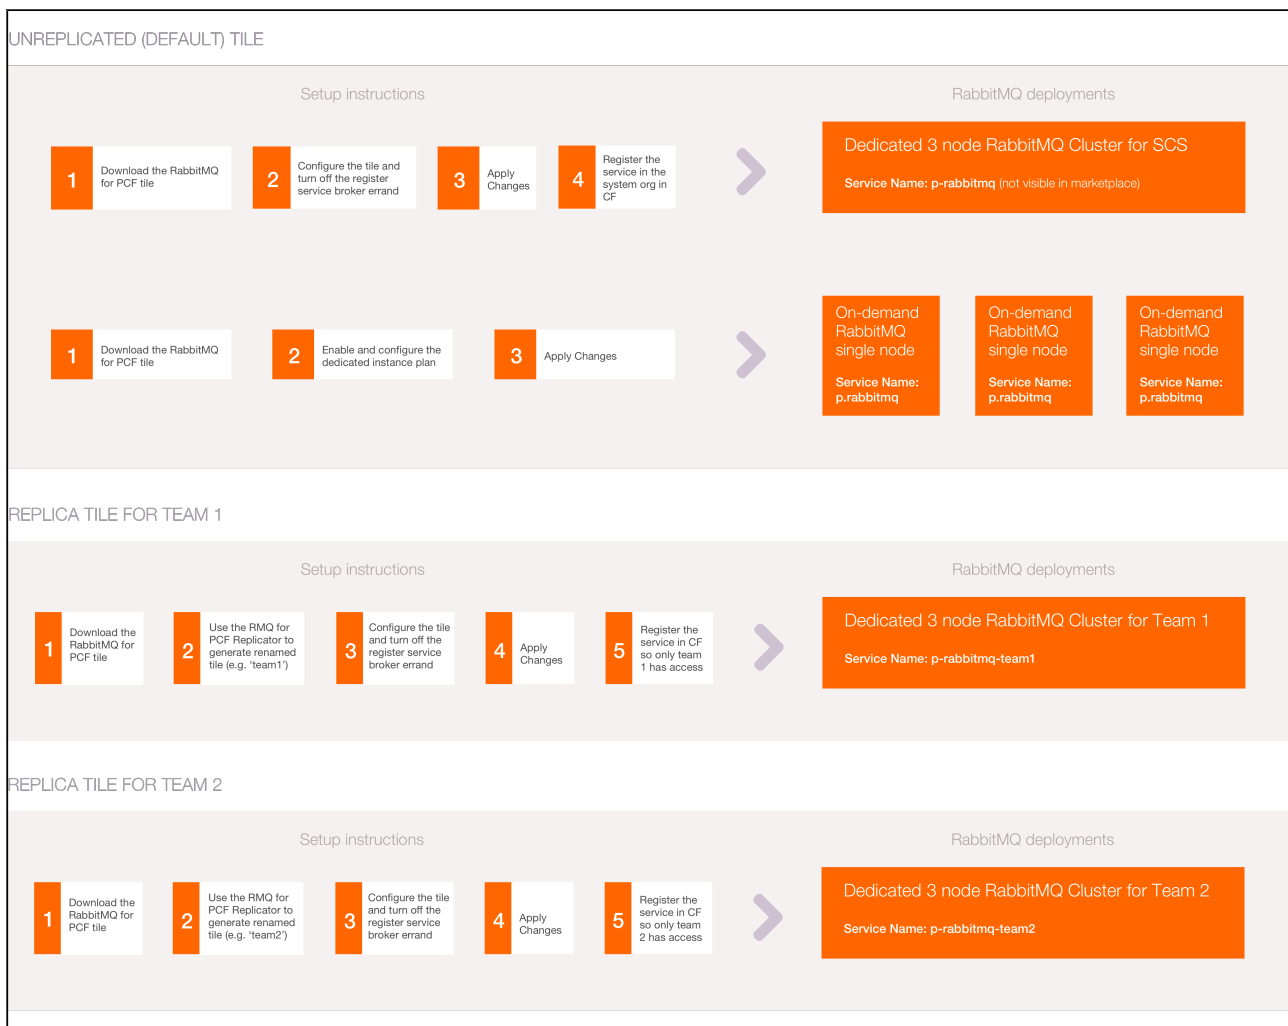 UNREPLICATED (DEFAULT) TILE
Setup instructions
RabbitMQ deployments
1
Download the RabbitMQ
for PCF tile
2
Configure the tile and
turn off the register
service broker errand
3
Apply
Changes
4
Register the
service in the
system org in
CF
Dedicated 3 node RabbitMQ Cluster for SCS
Service Name: p-rabbitmq (not visible in marketplace)
1
Download the RabbitMQ
for PCF tile
2
Enable and configure the
dedicated instance plan
3
Apply Changes
On-demand
RabbitMQ
single node
Service Name:
p.rabbitmq
On-demand
RabbitMQ
single node
Service Name:
p.rabbitmq
On-demand
RabbitMQ
single node
Service Name:
p.rabbitmq
REPLICA TILE FOR TEAM 1
Setup instructions
RabbitMQ deployments
1
Download the
RabbitMQ for
PCF tile
2
Use the RMQ for
PCF Replicator to
generate renamed
tile (e.g. ‘team1’)
3
Configure the tile
and turn off the
register service
broker errand
4
Apply
Changes
5
Register the
service in CF
so only team
1 has access
Dedicated 3 node RabbitMQ Cluster for Team 1
Service Name: p-rabbitmq-team1
REPLICA TILE FOR TEAM 2
Setup instructions
RabbitMQ deployments
1
Download the
RabbitMQ for
PCF tile
2
Use the RMQ for
PCF Replicator to
generate renamed
tile (e.g. ‘team2’)
3
Configure the tile
and turn off the
register service
broker errand
4
Apply
Changes
5
Register the
service in CF
so only team
2 has access
Dedicated 3 node RabbitMQ Cluster for Team 2
Service Name: p-rabbitmq-team2